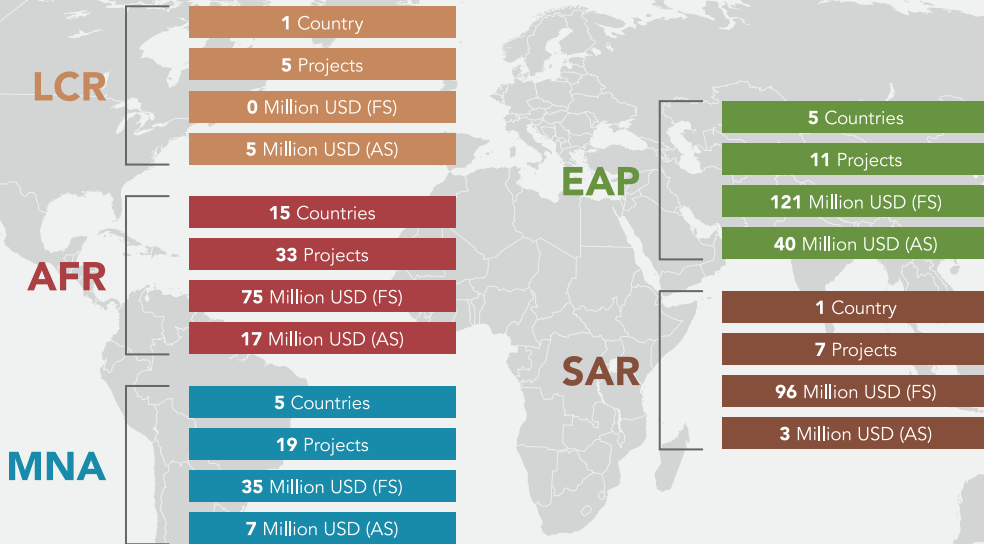 LCR
1 Country
5 Projects
0 Million USD (FS)
5 Million USD (AS)
AFR
15 Countries
33 Projects
75 Million USD (FS)
17 Million USD (AS)
MNA
5 Countries
19 Projects
35 Million USD (FS)
7 Million USD (AS)
EAP
5 Countries
11 Projects
121 Million USD (FS)
40 Million USD (AS)
SAR
1 Country
7 Projects
96 Million USD (FS)
3 Million USD (AS)